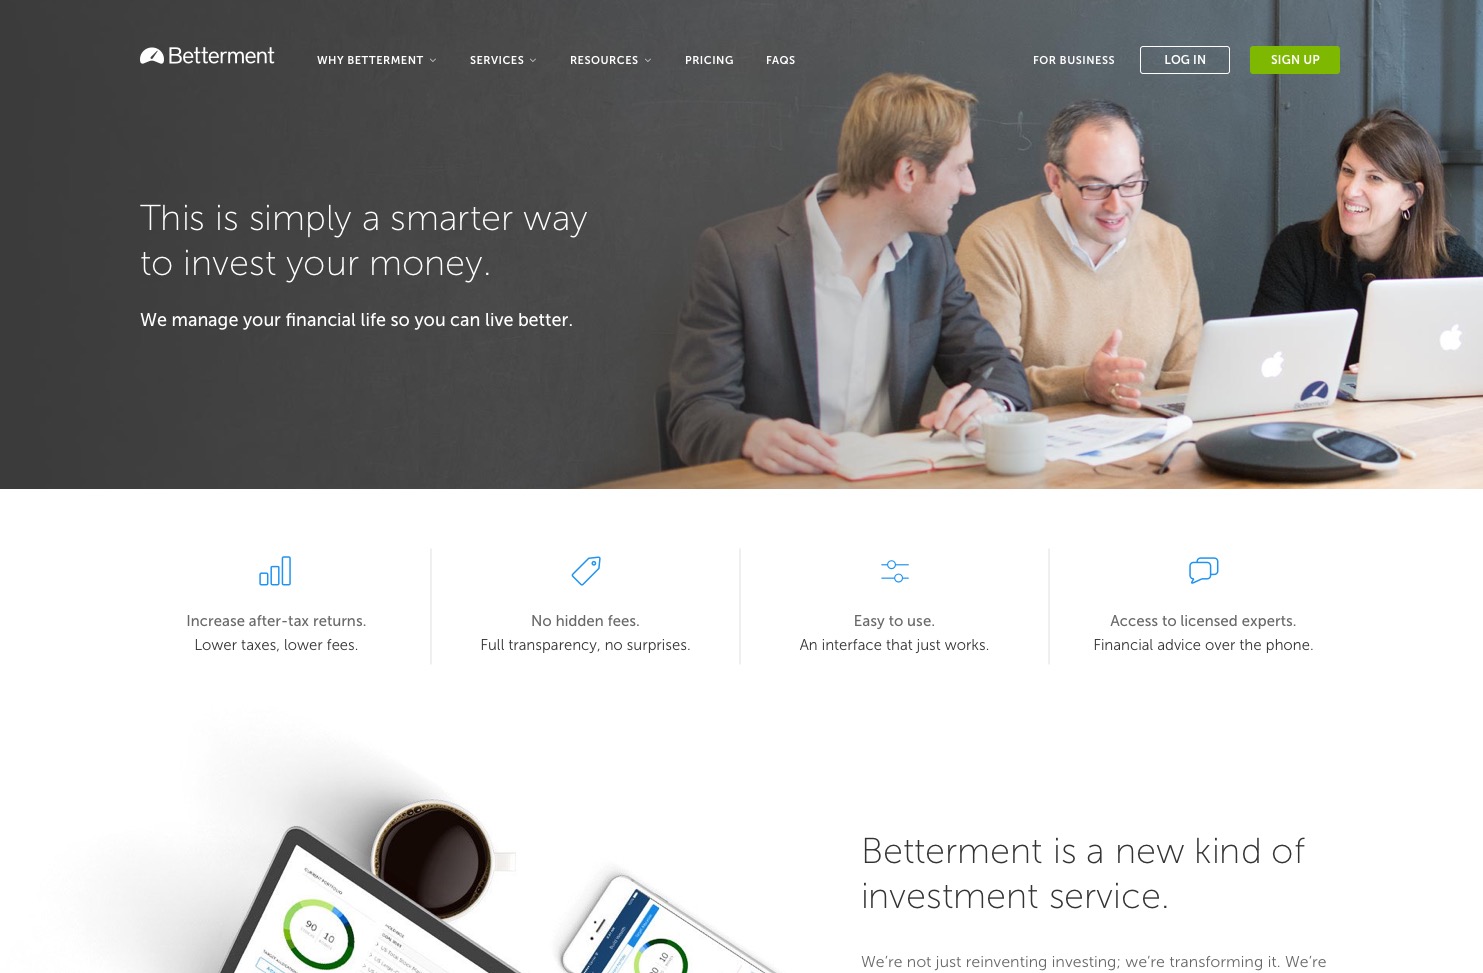 Betterment
WHY BETTERMENT
SERVICES
RESOURCES
PRICING
FAQS
FOR BUSINESS
LOG IN
SIGN UP
This is simply a smarter way
to invest your money.
We manage your financial life so you can live better.
Increase after-tax returns.
Lower taxes, lower fees.
No hidden fees.
Full transparency, no surprises.
Easy to use.
An interface that just works.
Access to licensed experts.
Financial advice over the phone.
CURRENT PORTFOLIO
90 10
HOLDINGS
Betterment is a new kind of
investment service.
We're not just reinventing investing; we're transforming it. We're